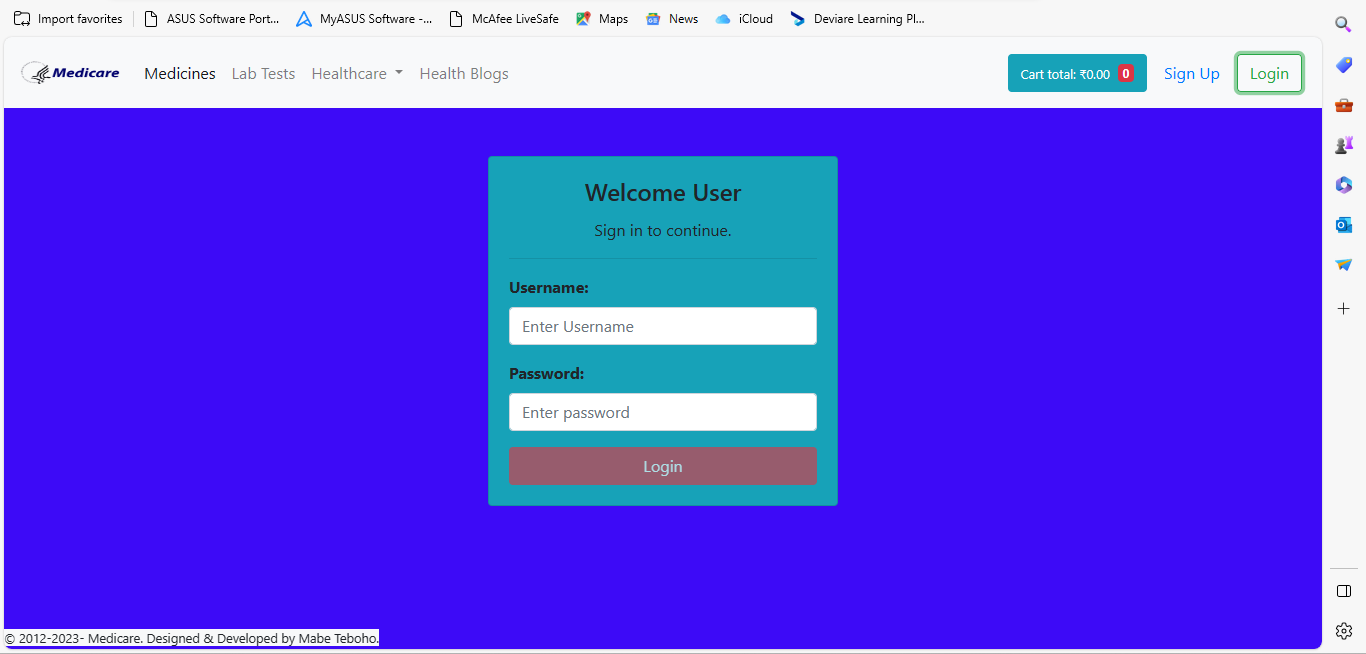 Import favorites ASUS Software Port... MyASUS Software -... McAfee LiveSafe Maps News iCloud Deviare Learning Pl...
Medicare Medicines Lab Tests Healthcare Health Blogs Cart total: ₹0.00 0 Sign Up Login
Welcome User
Sign in to continue.
Username:
Enter Username
Password:
Enter password
Login
© 2012-2023- Medicare. Designed & Developed by Mabe Teboho.